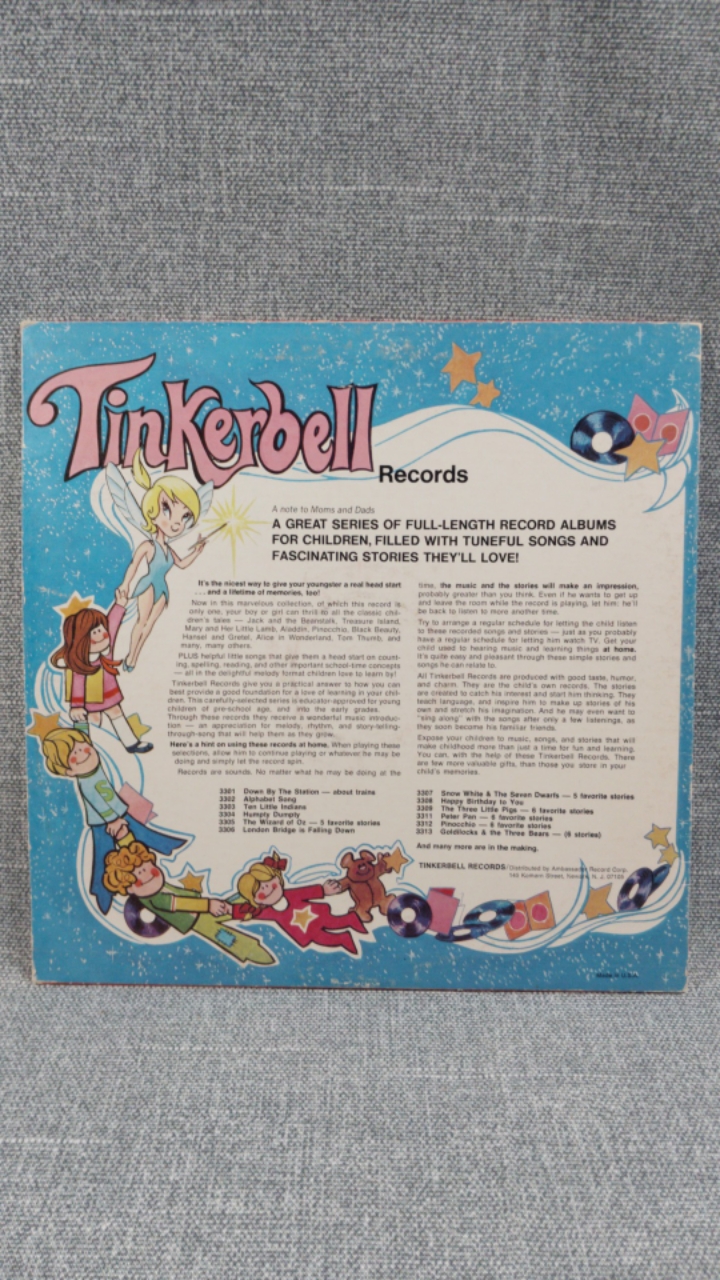 Tinkerbell
Records
A note to Moms and Dads
A GREAT SERIES OF FULL-LENGTH RECORD ALBUMS
FOR CHILDREN, FILLED WITH TUNEFUL SONGS AND
FASCINATING STORIES THEY'LL LOVE!
It's the nicest way to give your youngster a real head start
. . . and a lifetime of memories, too!
Now in this marvelous collection, of which this record is
only one, your boy or girl can thrill to all the classic chil-
dren's tales — Jack and the Beanstalk, Treasure Island,
Mary and Her Little Lamb, Aladdin, Pinocchio, Black Beauty,
Hansel and Gretel, Alice in Wonderland, Tom Thumb, and
many, many others.
PLUS helpful little songs that give them a head start on count-
ing, spelling, reading, and other important school-time concepts
— all in the delightful melody format children love to learn by!
Tinkerbell Records give you a practical answer to how you can
best provide a good foundation for a love of learning in your chil-
dren. This carefully-selected series is educator-approved for young
children of pre-school age, and into the early grades.
Through these records they receive a wonderful music introduc-
tion — an appreciation for melody, rhythm, and story-telling-
through-song that will help them as they grow.
Here's a hint on using these records at home. When playing these
selections, allow him to continue playing or whatever he may be
doing and simply let the record spin.
Records are sounds. No matter what he may be doing at the
time, the music and the stories will make an impression,
probably greater than you think. Even if he wants to get up
and leave the room while the record is playing, let him: he'll
be back to listen to more another time.
Try to arrange a regular schedule for letting the child listen
to these recorded songs and stories — just as you probably
have a regular schedule for letting him watch TV. Get your
child used to hearing music and learning things at home.
It's quite easy and pleasant through these simple stories and
songs he can relate to.
All Tinkerbell Records are produced with good taste, humor,
and charm. They are the child's own records. The stories
are created to catch his interest and start him thinking. They
teach language, and inspire him to make up stories of his
own and stretch his imagination. And he may even want to
"sing along" with the songs after only a few listenings, as
they soon become his familiar friends.
Expose your children to music, songs, and stories that will
make childhood more than just a time for fun and learning.
You can, with the help of these Tinkerbell Records. There
are few more valuable gifts, than those you store in your
child's memories.
3301 Down By The Station — about trains
3302 Alphabet Song
3303 Ten Little Indians
3304 Humpty Dumpty
3305 The Wizard of Oz — 5 favorite stories
3306 London Bridge is Falling Down
3307 Snow White & The Seven Dwarfs — 5 favorite stories
3308 Happy Birthday to You
3309 The Three Little Pigs — 6 favorite stories
3311 Peter Pan — 6 favorite stories
3312 Pinocchio — 6 favorite stories
3313 Goldilocks & the Three Bears — (6 stories)
And many more are in the making.
TINKERBELL RECORDS/Distributed by Ambassador Record Corp.
145 Komorn Street, Newark, N. J. 07105
MADE IN U.S.A.
S